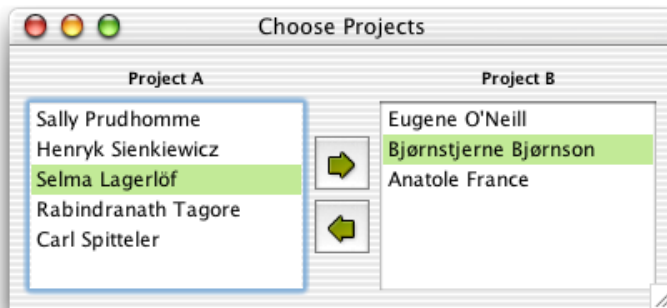 Choose Projects
Project A
Sally Prudhomme
Henryk Sienkiewicz
Selma Lagerlöf
Rabindranath Tagore
Carl Spitteler
Project B
Eugene O'Neill
Bjørnstjerne Bjørnson
Anatole France